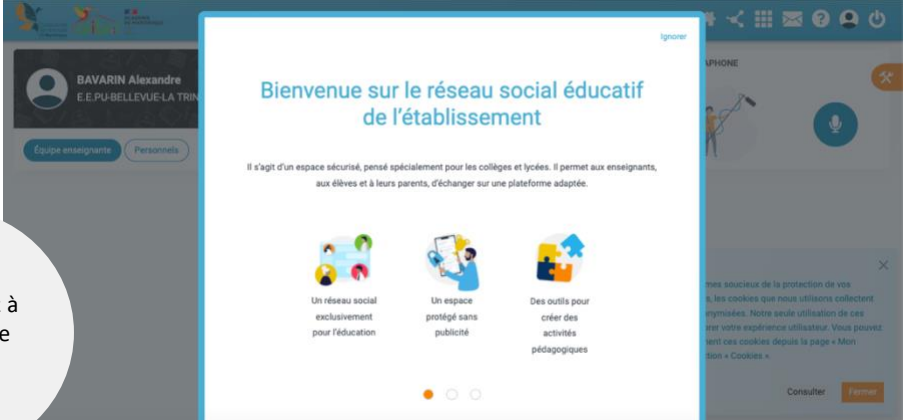 Ignorer
BAVARIN Alexandre
E.E.PU-BELLEVUE-LA TRIN
Équipe enseignante
Personnels
APHONE
Bienvenue sur le réseau social éducatif
de l'établissement
Il s'agit d'un espace sécurisé, pensé spécialement pour les collèges et lycées. Il permet aux enseignants,
aux élèves et à leurs parents, d'échanger sur une plateforme adaptée.
Un réseau social
exclusivement
pour l'éducation
Un espace
protégé sans
publicité
Des outils pour
créer des
activités
pédagogiques
à
e
mes soucieux de la protection de vos
s, les cookies que nous utilisons collectent
nymisées. Notre seule utilisation de ces
rer votre expérience utilisateur. Vous pouvez
ent ces cookies depuis la page « Mon
tion « Cookies ».
Consulter
Fermer